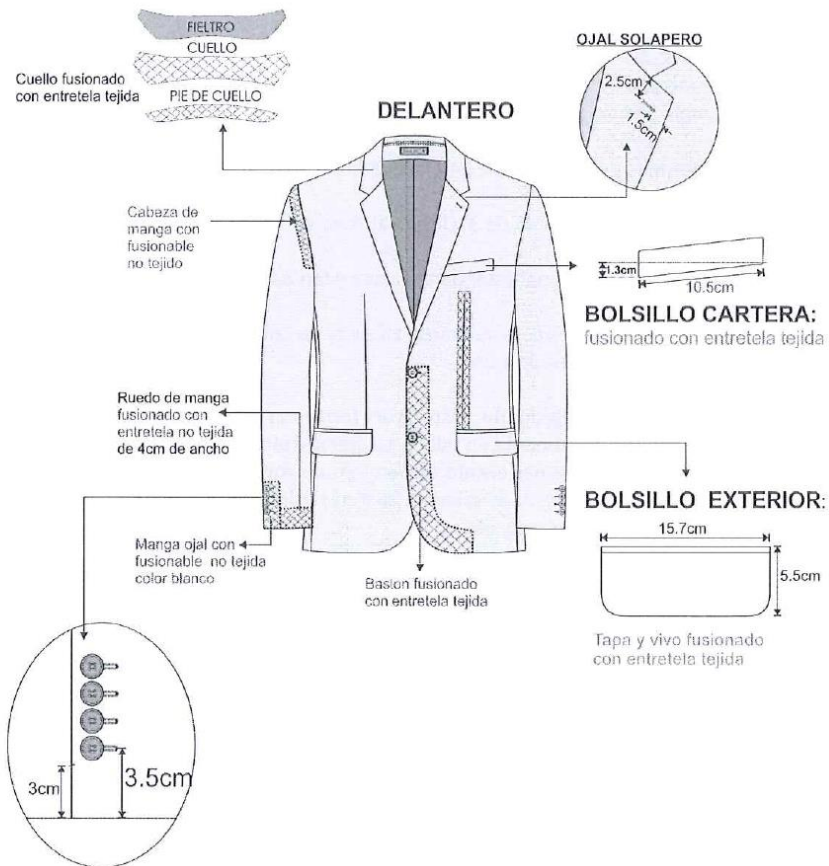 FIELTRO
CUELLO
Cuello fusionado
con entretela tejida
PIE DE CUELLO
DELANTERO
OJAL SOLAPERO
2.5cm
1.5cm
Cabeza de
manga con
fusionable
no tejido
1.3cm
10.5cm
BOLSILLO CARTERA:
fusionado con entretela tejida
Ruedo de manga
fusionado con
entretela no tejida
de 4cm de ancho
Manga ojal con
fusionable no tejida
color blanco
Baston fusionado
con entretela tejida
BOLSILLO EXTERIOR:
15.7cm
5.5cm
Tapa y vivo fusionado
con entretela tejida
3cm
3.5cm